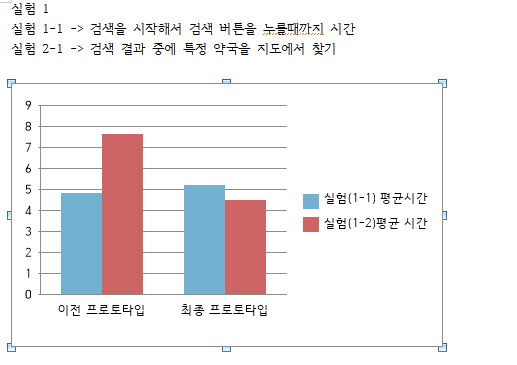 실험 1
실험 1-1 -> 검색을 시작해서 검색 버튼을 누를때까지 시간
실험 2-1 -> 검색 결과 중에 특정 약국을 지도에서 찾기
9
8
7
6
5
4
3
2
1
0
이전 프로토타입
최종 프로토타입
실험(1-1) 평균시간
실험(1-2)평균 시간